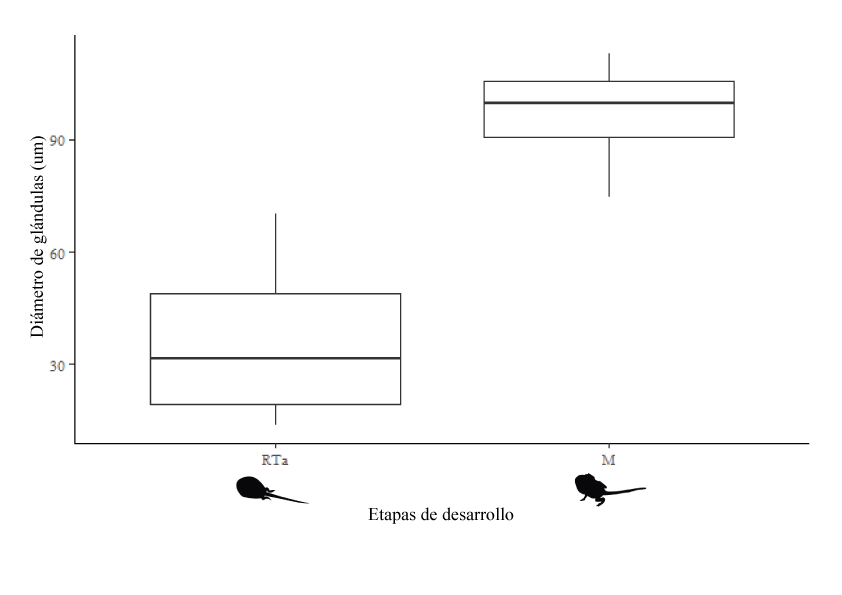 Diámetro de glándulas (um)
90
60
30
RTa
M
Etapas de desarrollo